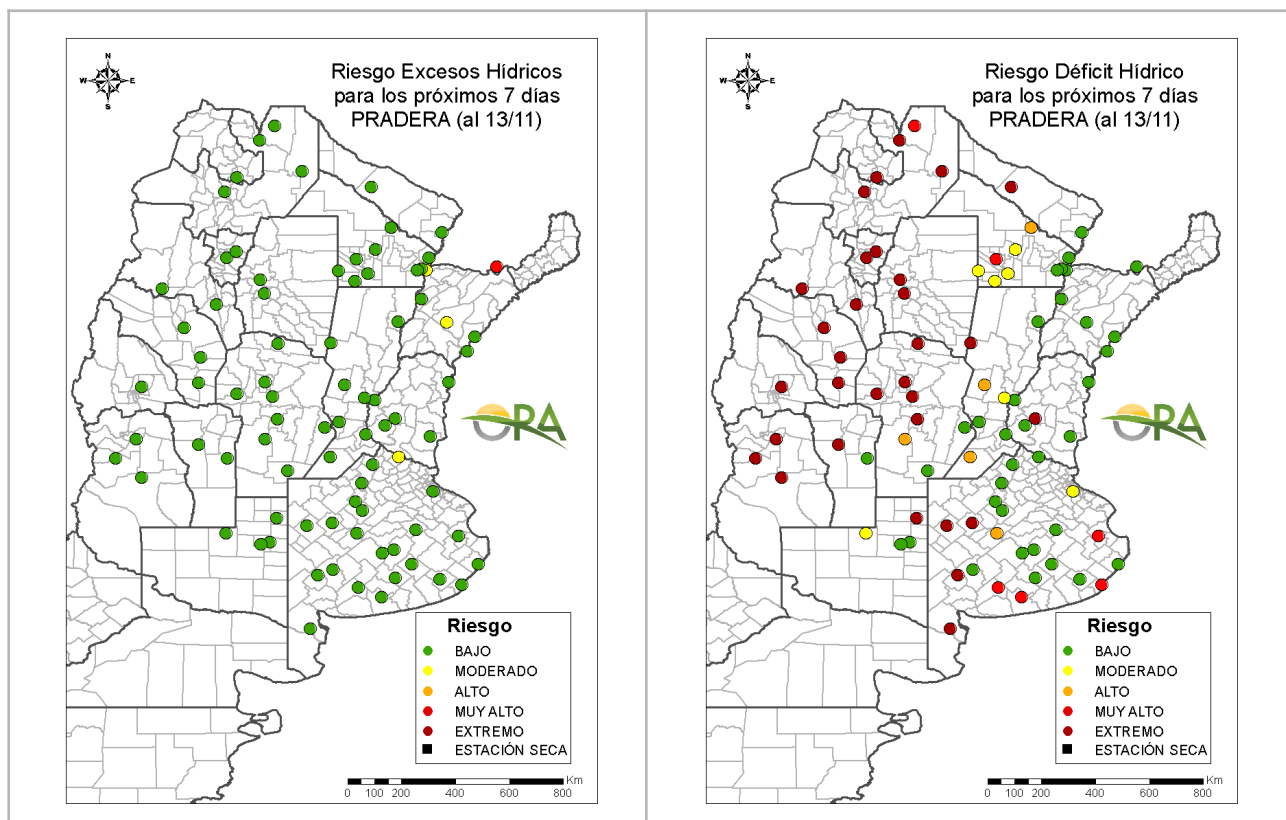 N
W E
S
Riesgo Excesos Hídricos
para los próximos 7 días
PRADERA (al 13/11)
ORA
Riesgo
BAJO
MODERADO
ALTO
MUY ALTO
EXTREMO
ESTACIÓN SECA
Km
0 100 200 400 600 800
N
W E
S
Riesgo Déficit Hídrico
para los próximos 7 días
PRADERA (al 13/11)
ORA
Riesgo
BAJO
MODERADO
ALTO
MUY ALTO
EXTREMO
ESTACIÓN SECA
Km
0 100 200 400 600 800